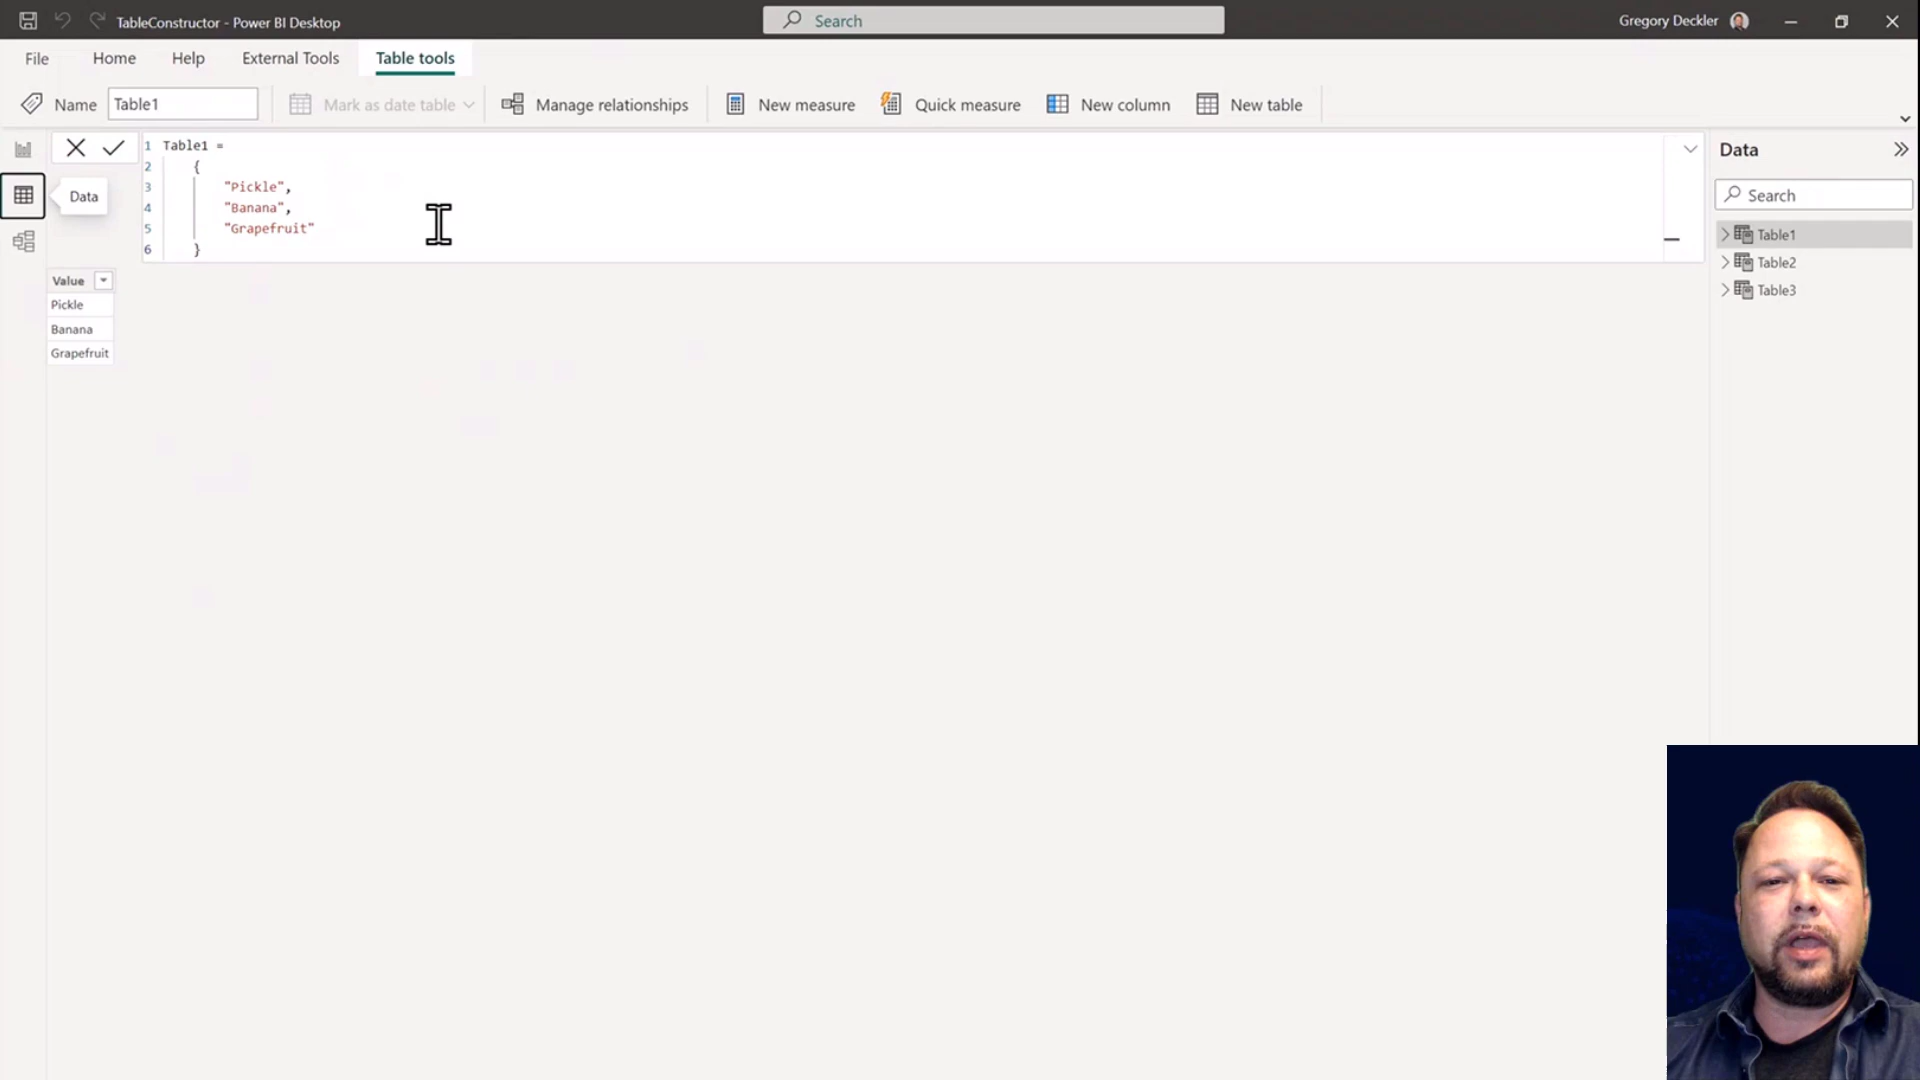 TableConstructor - Power BI Desktop
Search
Gregory Deckler
File Home Help External Tools Table tools
Name Table1 Mark as date table Manage relationships New measure Quick measure New column New table
1 Table1 =
2 {
3 "Pickle",
4 "Banana",
5 "Grapefruit"
6 }
Data
Value
Pickle
Banana
Grapefruit
Data
Search
Table1
Table2
Table3